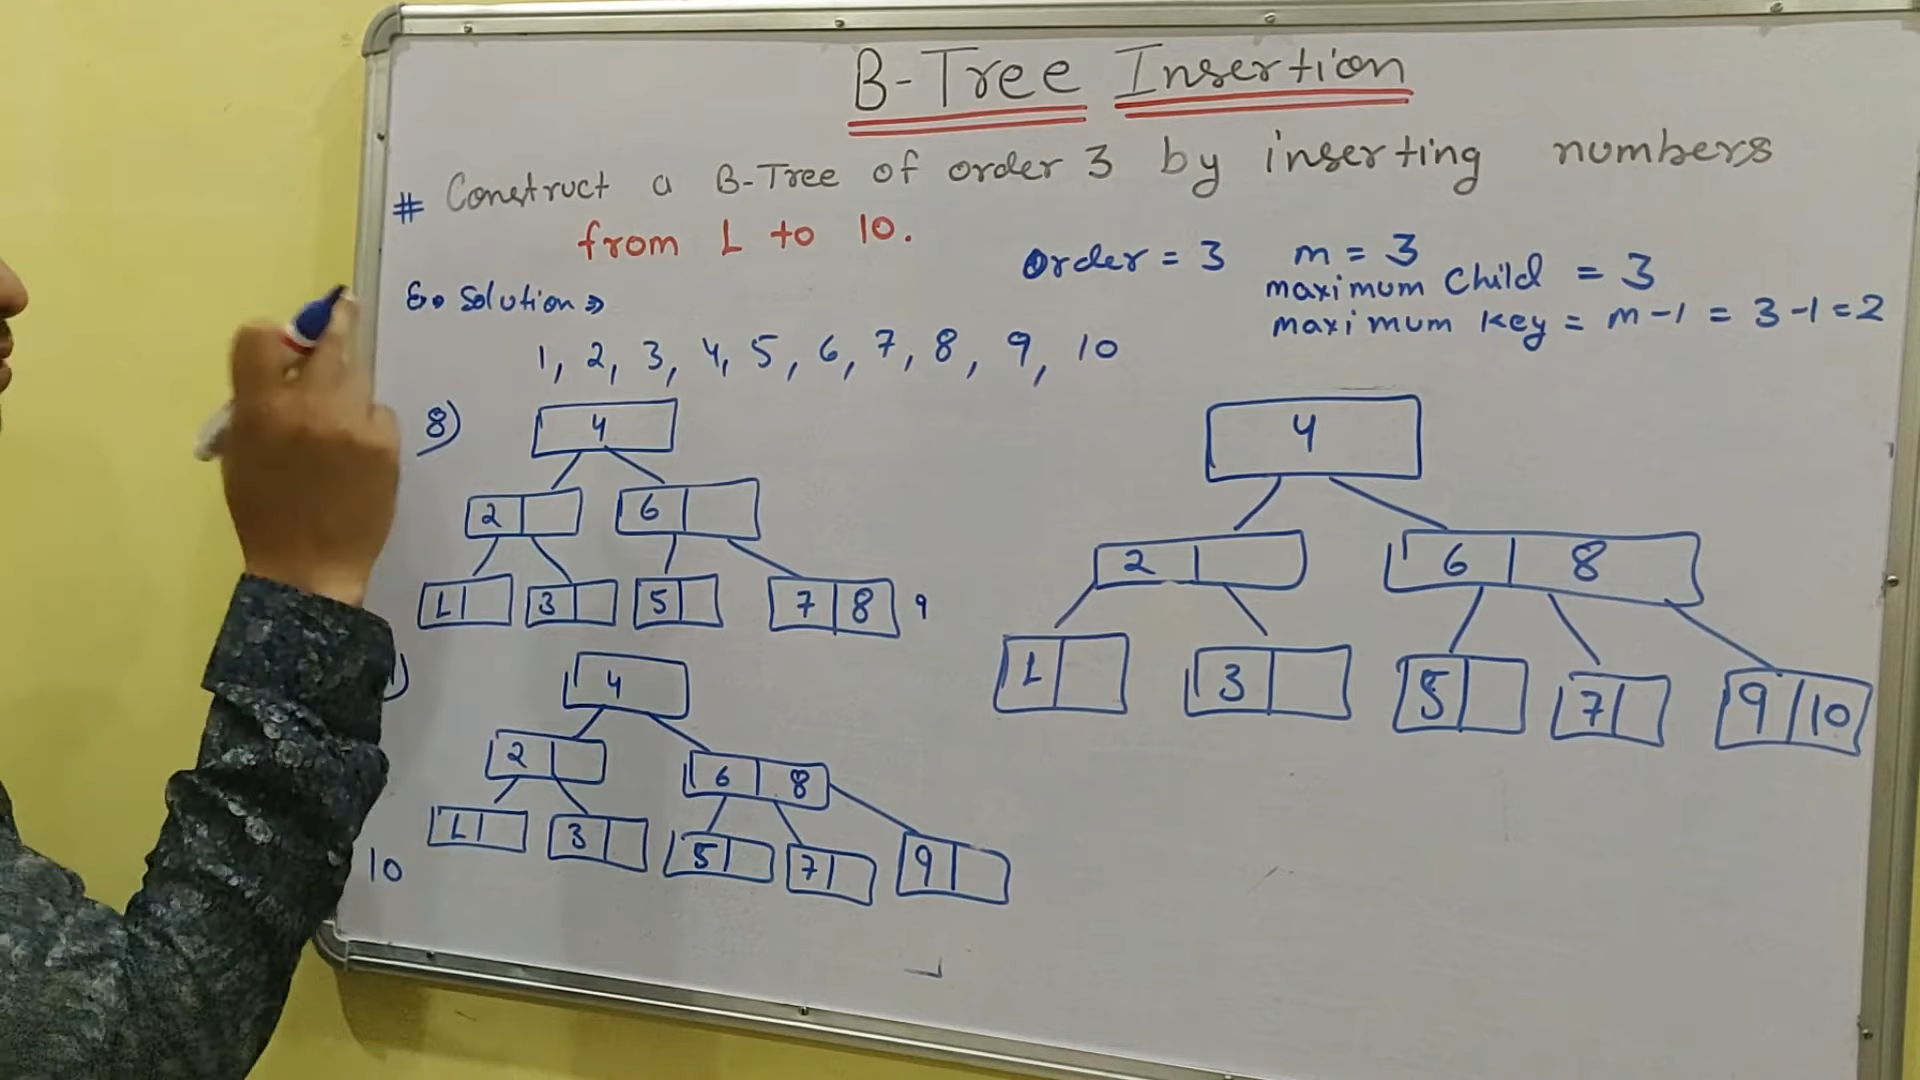 B-Tree Insertion
# Construct a B-Tree of order 3 by inserting numbers
from 1 to 10.
Order = 3 m = 3
maximum Child = 3
maximum Key = m-1 = 3-1=2
Solution ⇒
1, 2, 3, 4, 5, 6, 7, 8, 9, 10
8)
4
2 6
1 3 5 7 8 9
4
2 6 8
1 3 5 7 9
10
4
2 6 8
1 3 5 7 9 10